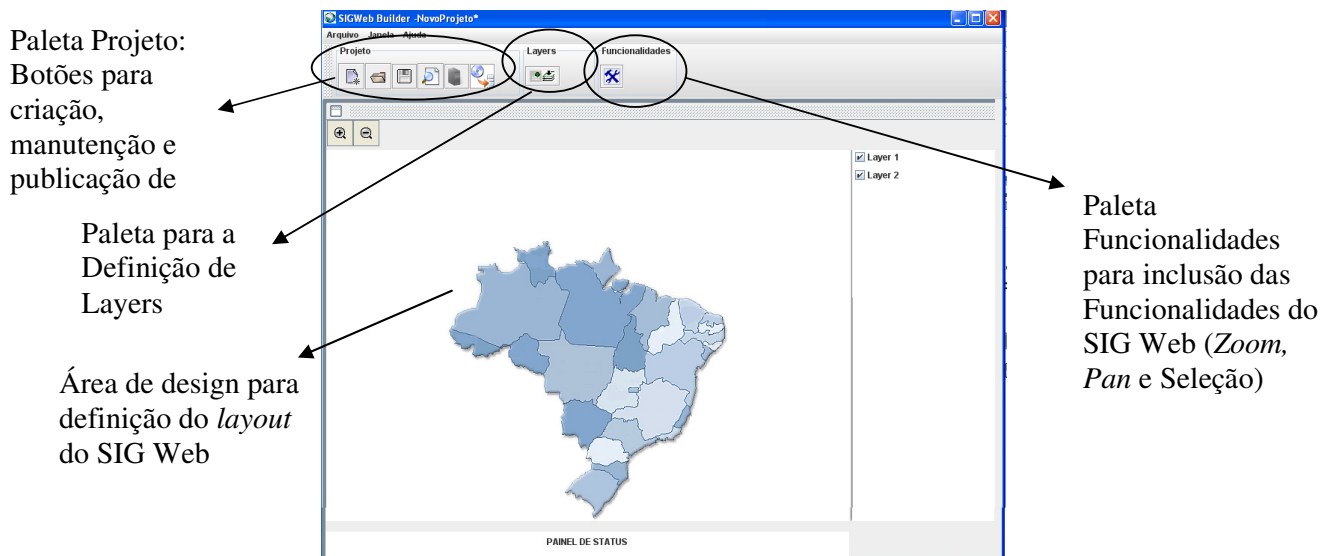 SIGWeb Builder -NovoProjeto*
Arquivo Janela Ajuda
Projeto
Layers
Funcionalidades
Paleta Projeto:
Botões para
criação,
manutenção e
publicação de
Layer 1
Layer 2
Paleta para a
Definição de
Layers
Paleta
Funcionalidades
para inclusão das
Funcionalidades do
SIG Web (Zoom,
Pan e Seleção)
Área de design para
definição do layout
do SIG Web
PAINEL DE STATUS